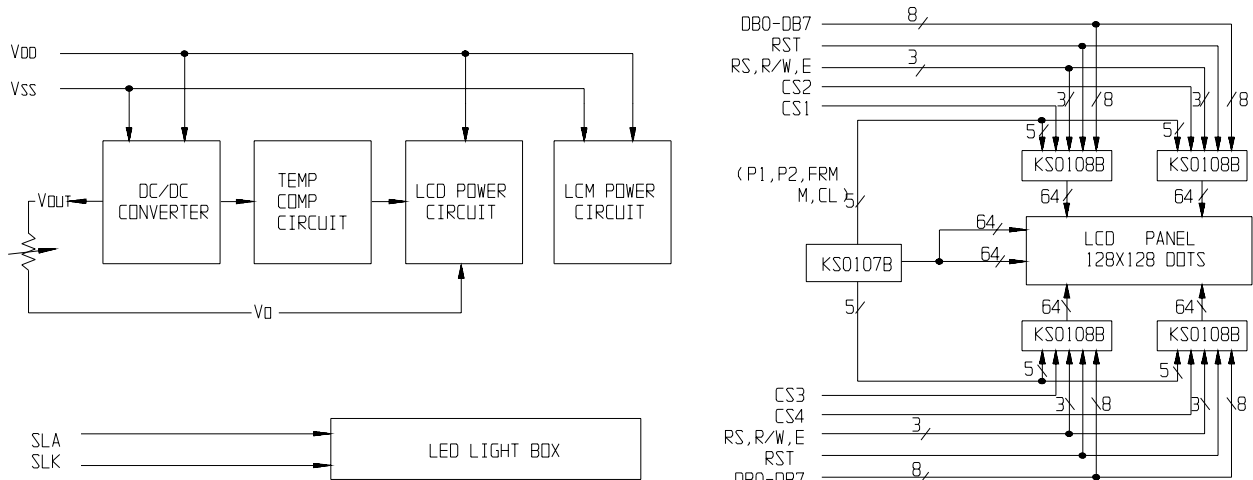 VDD
VSS
DC/DC
CONVERTER
TEMP
COMP
CIRCUIT
LCD POWER
CIRCUIT
LCM POWER
CIRCUIT
VOUT
VO
SLA
SLK
LED LIGHT BOX
DB0-DB7
8
RST
RS,R/W,E
3
CS2
CS1
3
8
3
8
5
5
KS0108B
KS0108B
(P1,P2,FRM
M,CL)
5
64
64
64
64
LCD PANEL
128X128 DOTS
KS0107B
5
64
64
KS0108B
KS0108B
5
5
CS3
3
8
3
8
CS4
RS,R/W,E
3
RST
DB0-DB7
8